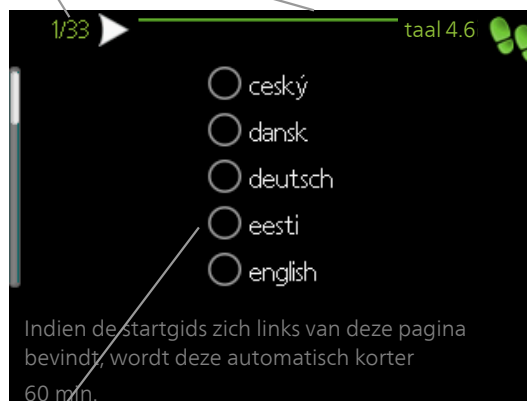 1/33
taal 4.6
ceský
dansk
deutsch
eesti
english
Indien de startgids zich links van deze pagina
bevindt, wordt deze automatisch korter
60 min.